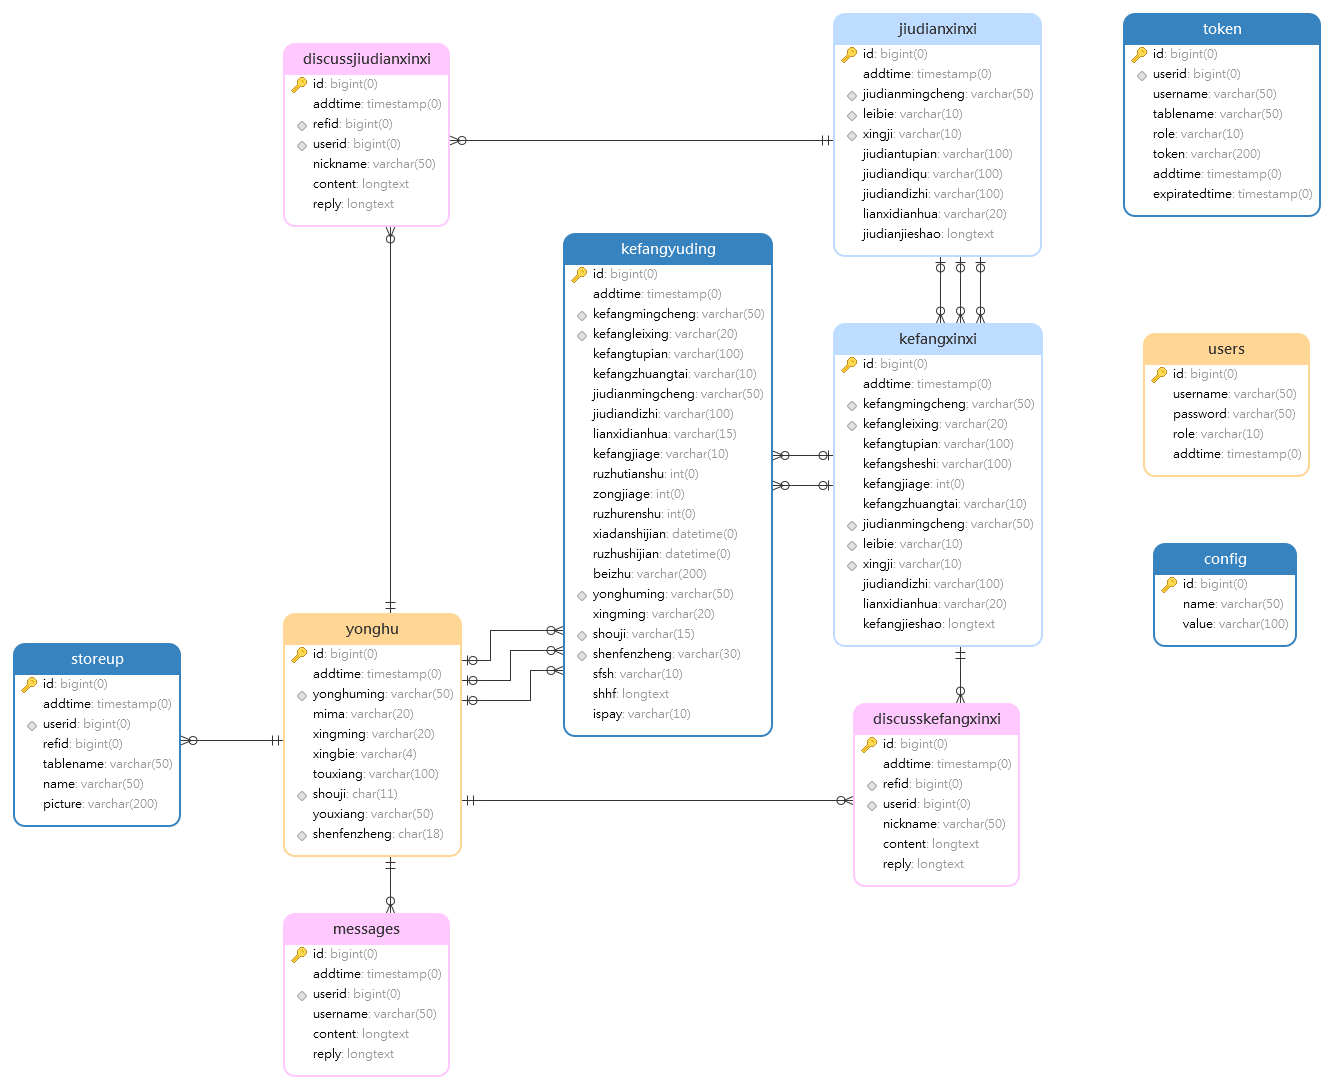 discussjiudianxinxi
id: bigint(0)
addtime: timestamp(0)
refid: bigint(0)
userid: bigint(0)
nickname: varchar(50)
content: longtext
reply: longtext
jiudianxinxi
id: bigint(0)
addtime: timestamp(0)
jiudianmingcheng: varchar(50)
leibie: varchar(10)
xingji: varchar(10)
jiudiantupian: varchar(100)
jiudiandiqu: varchar(100)
jiudiandizhi: varchar(100)
lianxidianhua: varchar(20)
jiudianjieshao: longtext
token
id: bigint(0)
userid: bigint(0)
username: varchar(50)
tablename: varchar(50)
role: varchar(10)
token: varchar(200)
addtime: timestamp(0)
expiratedtime: timestamp(0)
kefangyuding
id: bigint(0)
addtime: timestamp(0)
kefangmingcheng: varchar(50)
kefangleixing: varchar(20)
kefangtupian: varchar(100)
kefangzhuangtai: varchar(10)
jiudianmingcheng: varchar(50)
jiudiandizhi: varchar(100)
lianxidianhua: varchar(15)
kefangjiage: varchar(10)
ruzhutianshu: int(0)
zongjiage: int(0)
ruzhurenshu: int(0)
xiadanshijian: datetime(0)
ruzhushijian: datetime(0)
beizhu: varchar(200)
yonghuming: varchar(50)
xingming: varchar(20)
shouji: varchar(15)
shenfenzheng: varchar(30)
sfsh: varchar(10)
shhf: longtext
ispay: varchar(10)
kefangxinxi
id: bigint(0)
addtime: timestamp(0)
kefangmingcheng: varchar(50)
kefangleixing: varchar(20)
kefangtupian: varchar(100)
kefangsheshi: varchar(100)
kefangjiage: int(0)
kefangzhuangtai: varchar(10)
jiudianmingcheng: varchar(50)
leibie: varchar(10)
xingji: varchar(10)
jiudiandizhi: varchar(100)
lianxidianhua: varchar(20)
kefangjieshao: longtext
users
id: bigint(0)
username: varchar(50)
password: varchar(50)
role: varchar(10)
addtime: timestamp(0)
config
id: bigint(0)
name: varchar(50)
value: varchar(100)
storeup
id: bigint(0)
addtime: timestamp(0)
userid: bigint(0)
refid: bigint(0)
tablename: varchar(50)
name: varchar(50)
picture: varchar(200)
yonghu
id: bigint(0)
addtime: timestamp(0)
yonghuming: varchar(50)
mima: varchar(20)
xingming: varchar(20)
xingbie: varchar(4)
touxiang: varchar(100)
shouji: char(11)
youxiang: varchar(50)
shenfenzheng: char(18)
discusskefangxinxi
id: bigint(0)
addtime: timestamp(0)
refid: bigint(0)
userid: bigint(0)
nickname: varchar(50)
content: longtext
reply: longtext
messages
id: bigint(0)
addtime: timestamp(0)
userid: bigint(0)
username: varchar(50)
content: longtext
reply: longtext